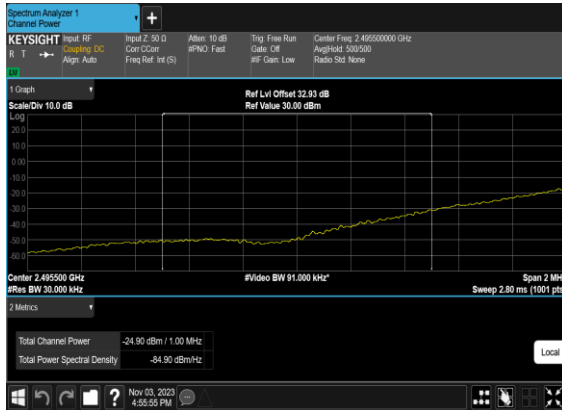 Spectrum Analyzer 1
Channel Power
+
KEYSIGHT Input: RF Input Z: 50 Ω Atten: 10 dB Trig: Free Run Center Freq: 2.495500000 GHz
R T Coupling: DC Corr CCorr #PNO: Fast Gate: Off Avg|Hold: 500/500
Align: Auto Freq Ref: Int (S) #IF Gain: Low Radio Std: None
1 Graph
Ref Lvl Offset 32.93 dB
Scale/Div 10.0 dB Ref Value 30.00 dBm
Log
20.0
10.0
0.00
-10.0
-20.0
-30.0
-40.0
-50.0
-60.0
Center 2.495500 GHz #Video BW 91.000 kHz* Span 2 MH
#Res BW 30.000 kHz Sweep 2.80 ms (1001 pts
2 Metrics
Total Channel Power -24.90 dBm / 1.00 MHz
Total Power Spectral Density -84.90 dBm/Hz
Local
? Nov 03, 2023
4:55:55 PM